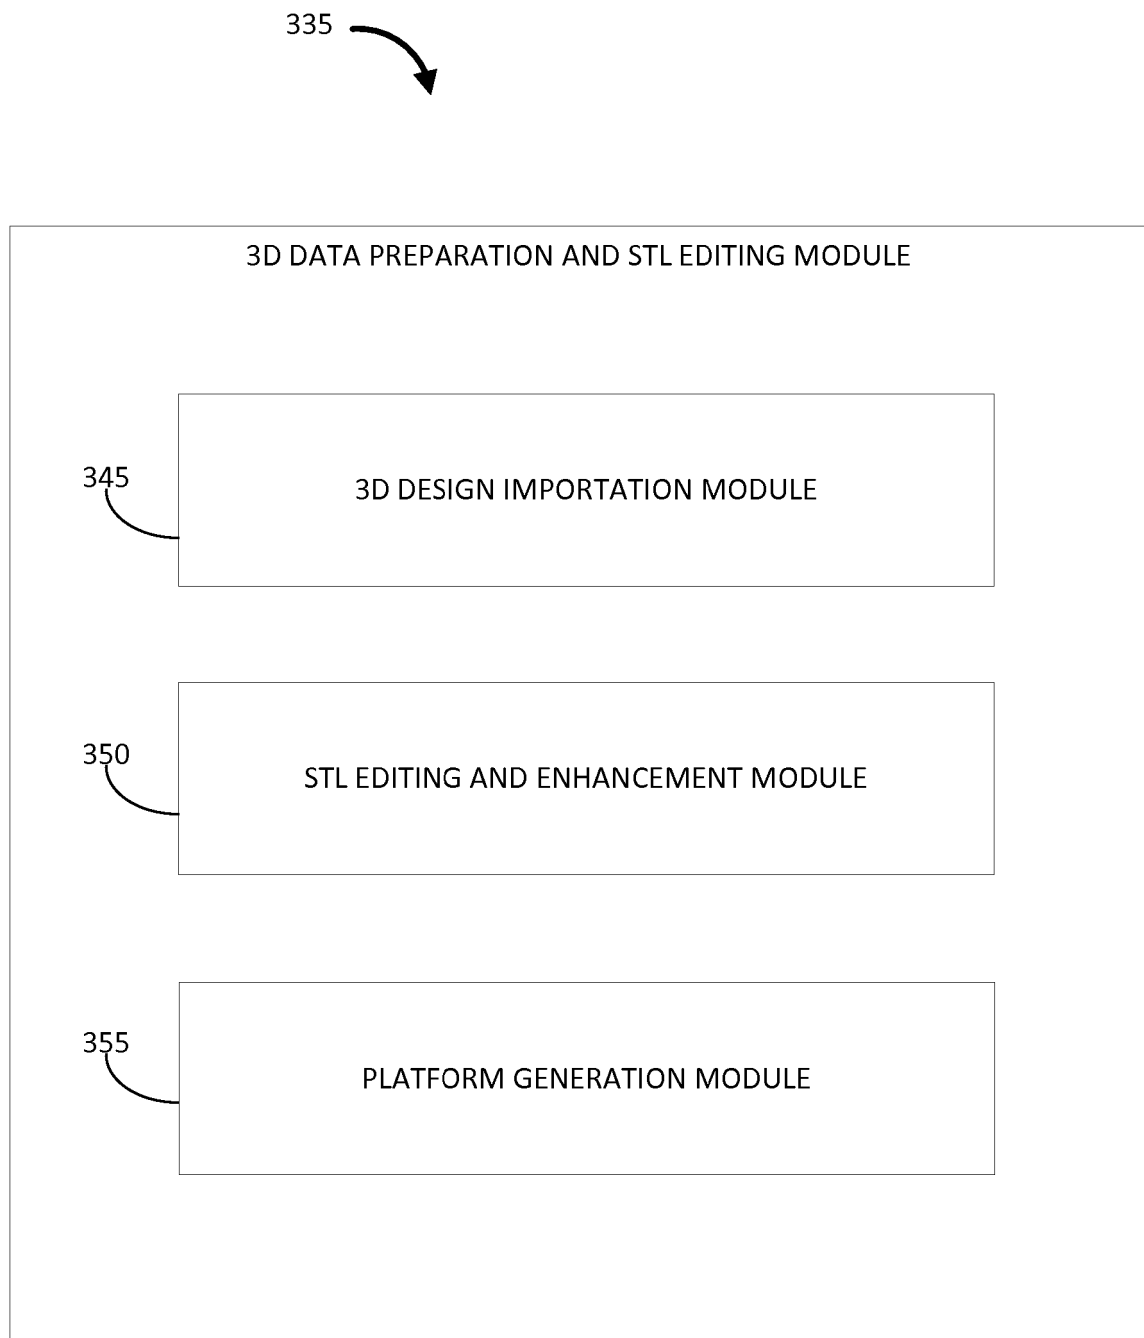 335
3D DATA PREPARATION AND STL EDITING MODULE
345
3D DESIGN IMPORTATION MODULE
350
STL EDITING AND ENHANCEMENT MODULE
355
PLATFORM GENERATION MODULE